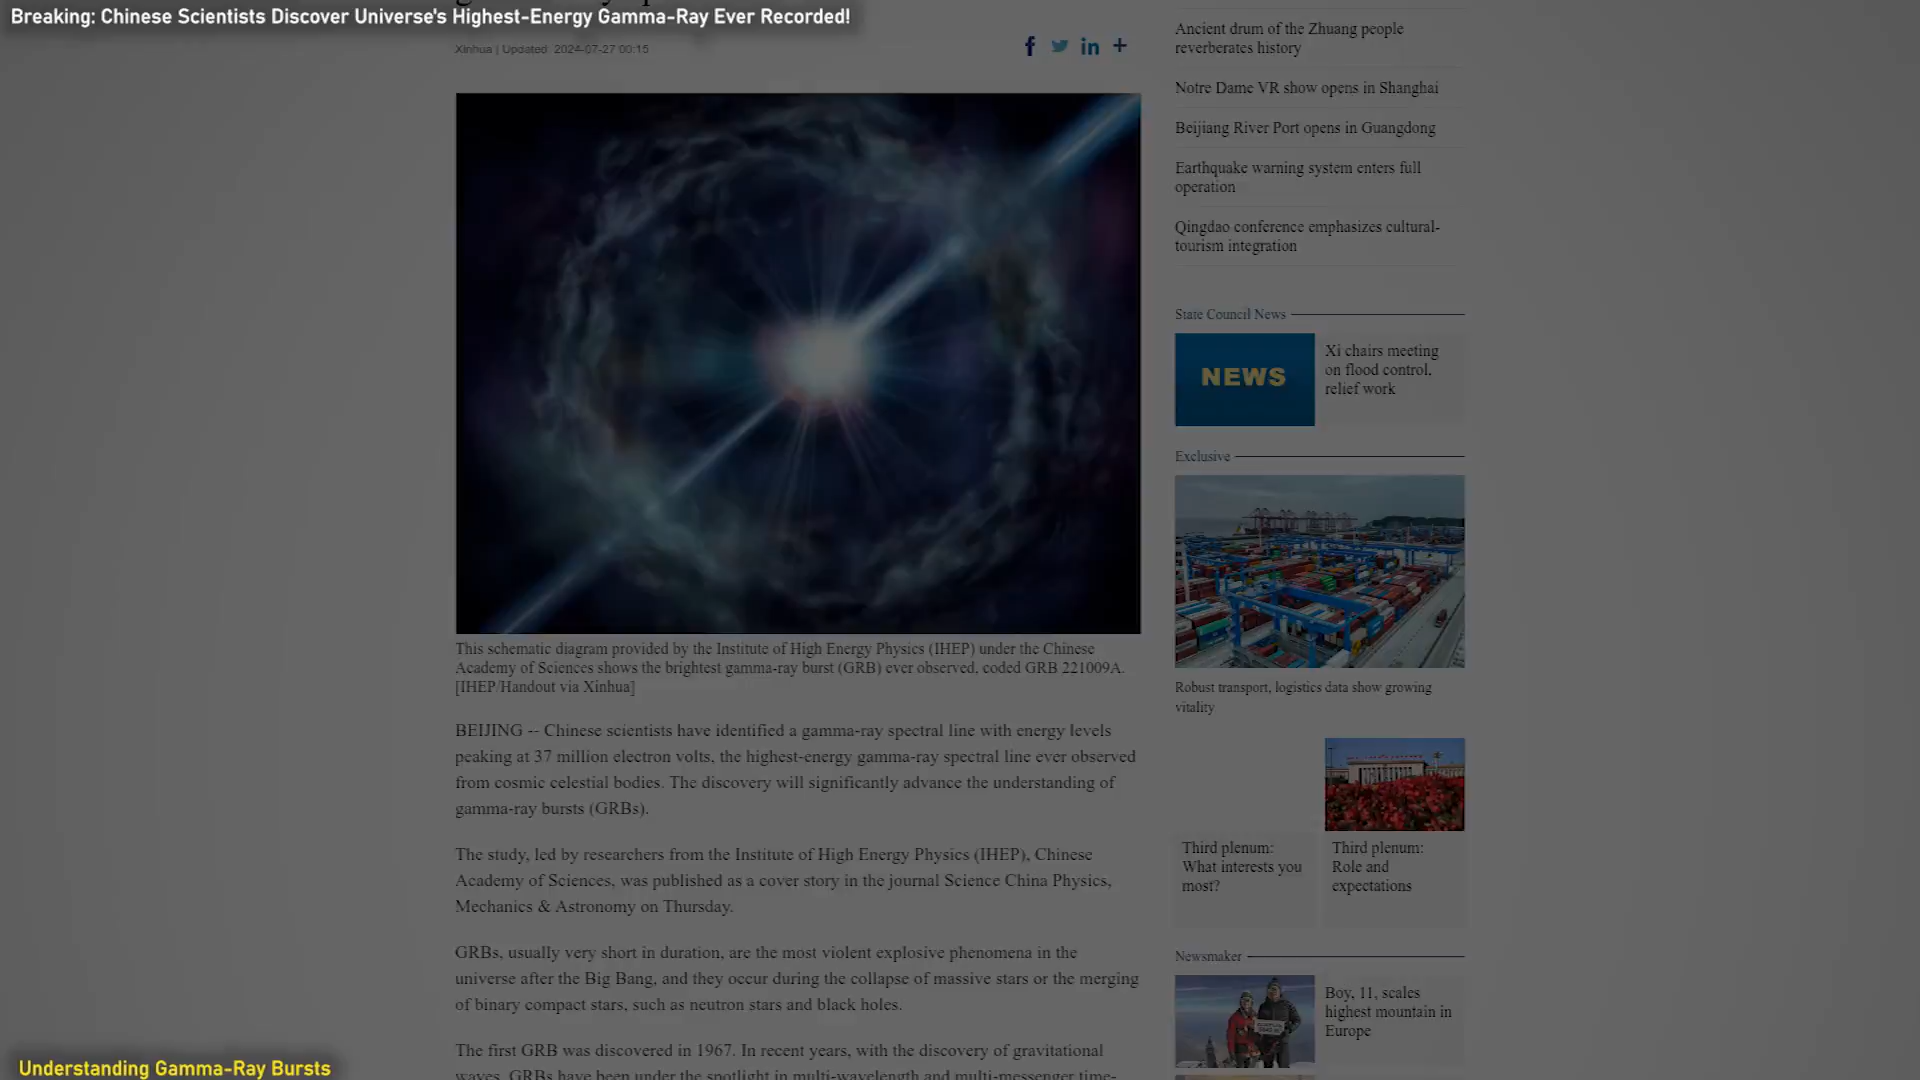 Breaking: Chinese Scientists Discover Universe's Highest-Energy Gamma-Ray Ever Recorded!
Xinhua | Updated: 2024-07-27 00:15
This schematic diagram provided by the Institute of High Energy Physics (IHEP) under the Chinese
Academy of Sciences shows the brightest gamma-ray burst (GRB) ever observed, coded GRB 221009A.
[IHEP/Handout via Xinhua]
BEIJING -- Chinese scientists have identified a gamma-ray spectral line with energy levels
peaking at 37 million electron volts, the highest-energy gamma-ray spectral line ever observed
from cosmic celestial bodies. The discovery will significantly advance the understanding of
gamma-ray bursts (GRBs).
The study, led by researchers from the Institute of High Energy Physics (IHEP), Chinese
Academy of Sciences, was published as a cover story in the journal Science China Physics,
Mechanics & Astronomy on Thursday.
GRBs, usually very short in duration, are the most violent explosive phenomena in the
universe after the Big Bang, and they occur during the collapse of massive stars or the merging
of binary compact stars, such as neutron stars and black holes.
The first GRB was discovered in 1967. In recent years, with the discovery of gravitational
waves, GRBs have been under the spotlight in multi-wavelength and multi-messenger time-
Ancient drum of the Zhuang people
reverberates history
Notre Dame VR show opens in Shanghai
Beijiang River Port opens in Guangdong
Earthquake warning system enters full
operation
Qingdao conference emphasizes cultural-
tourism integration
State Council News
NEWS
Xi chairs meeting
on flood control,
relief work
Exclusive
Robust transport, logistics data show growing
vitality
Third plenum:
What interests you
most?
Third plenum:
Role and
expectations
Newsmaker
Boy, 11, scales
highest mountain in
Europe
Understanding Gamma-Ray Bursts